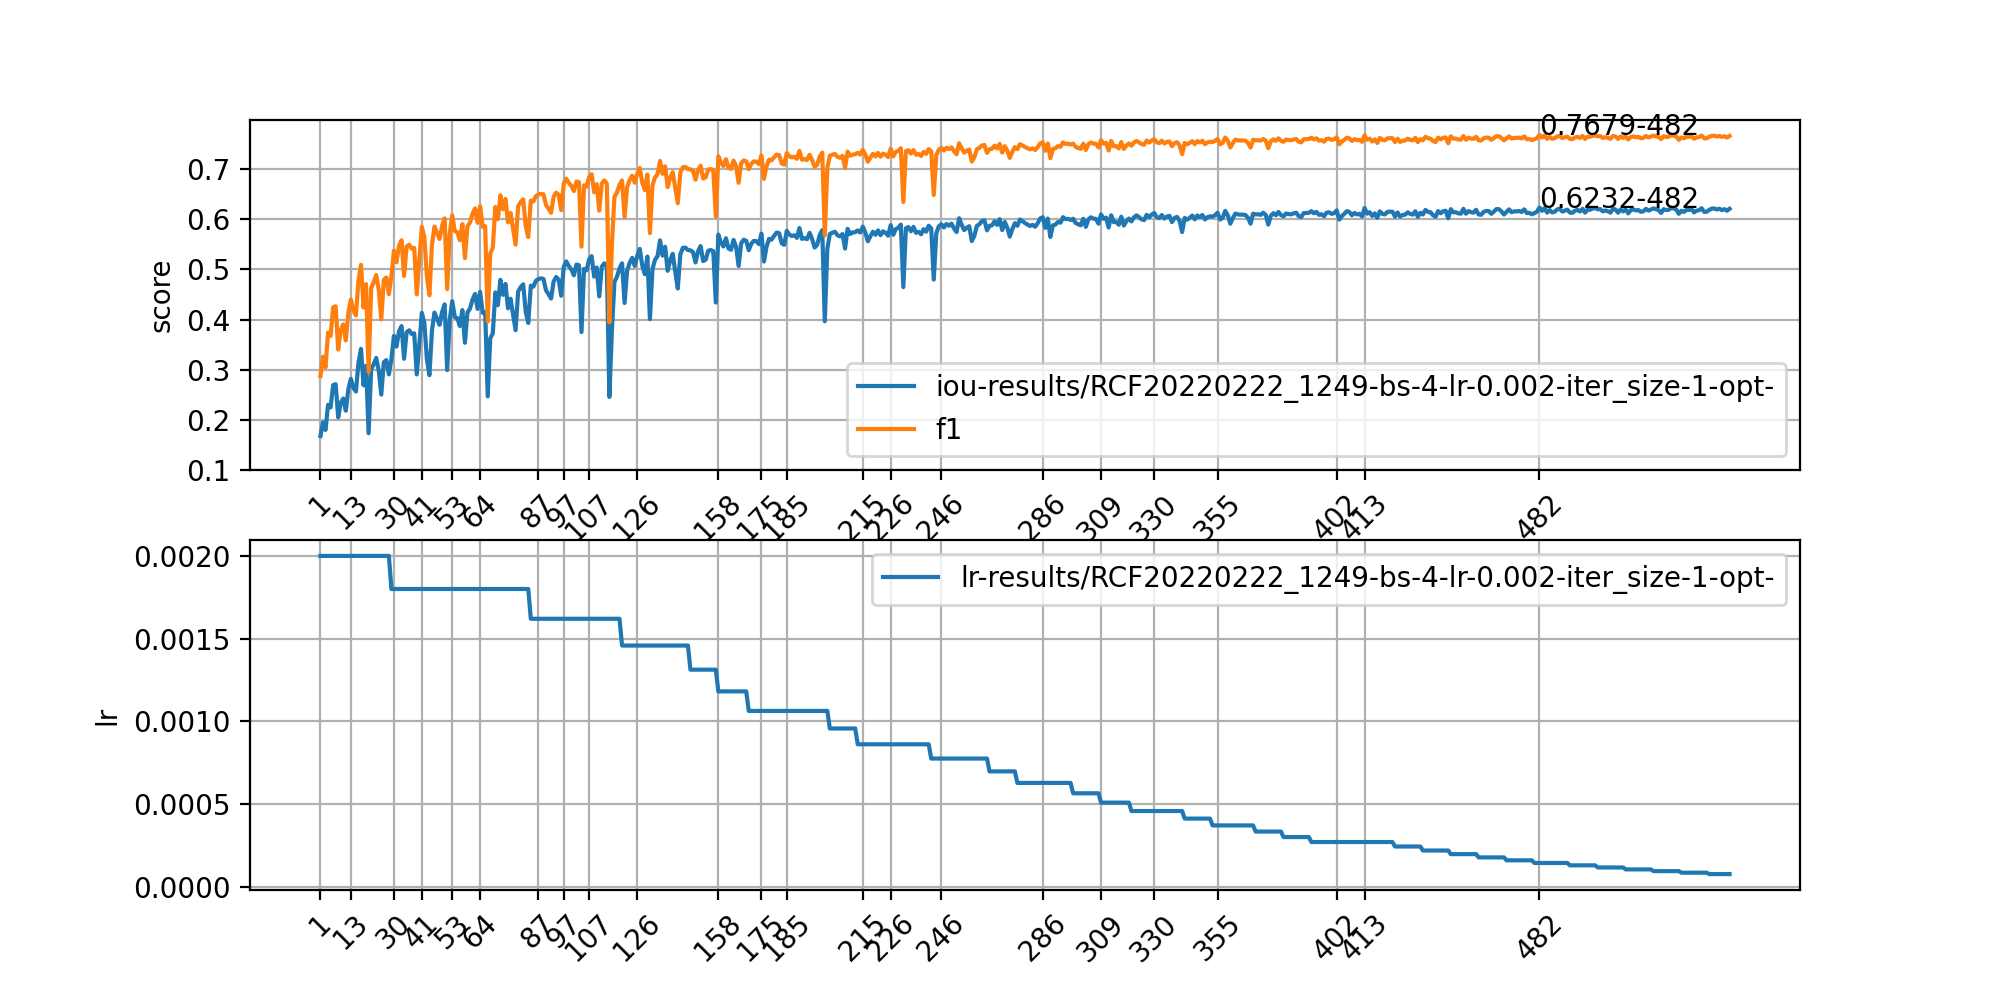 0.7679-482
0.6232-482
score
0.7
0.6
0.5
0.4
0.3
0.2
0.1
iou-results/RCF20220222_1249-bs-4-lr-0.002-iter_size-1-opt-
f1
1 13 30 41 53 64 87 97 107 126 158 175 185 215 226 246 286 309 330 355 402 413 482
lr
0.0020
0.0015
0.0010
0.0005
0.0000
lr-results/RCF20220222_1249-bs-4-lr-0.002-iter_size-1-opt-
1 13 30 41 53 64 87 97 107 126 158 175 185 215 226 246 286 309 330 355 402 413 482